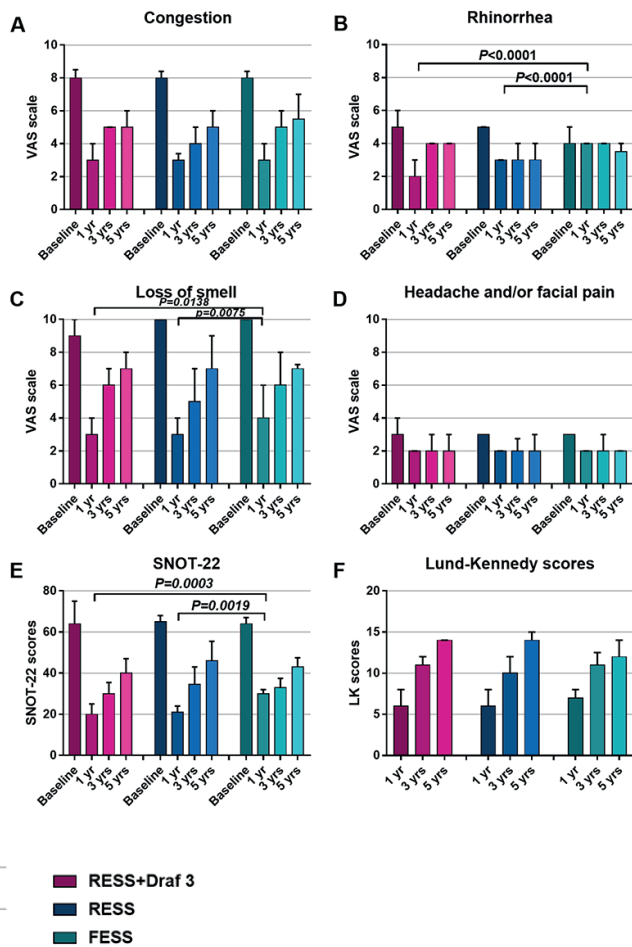 A
Congestion
VAS scale
10
8
6
4
2
0
Baseline
1 yr
3 yrs
5 yrs
Baseline
1 yr
3 yrs
5 yrs
Baseline
1 yr
3 yrs
5 yrs
B
Rhinorrhea
P<0.0001
P<0.0001
VAS scale
10
8
6
4
2
0
Baseline
1 yr
3 yrs
5 yrs
Baseline
1 yr
3 yrs
5 yrs
Baseline
1 yr
3 yrs
5 yrs
C
Loss of smell
P=0.0138
p=0.0075
VAS scale
10
8
6
4
2
0
Baseline
1 yr
3 yrs
5 yrs
Baseline
1 yr
3 yrs
5 yrs
Baseline
1 yr
3 yrs
5 yrs
D
Headache and/or facial pain
VAS scale
10
8
6
4
2
0
Baseline
1 yr
3 yrs
5 yrs
Baseline
1 yr
3 yrs
5 yrs
Baseline
1 yr
3 yrs
5 yrs
E
SNOT-22
P=0.0003
P=0.0019
SNOT-22 scores
80
60
40
20
0
Baseline
1 yr
3 yrs
5 yrs
Baseline
1 yr
3 yrs
5 yrs
Baseline
1 yr
3 yrs
5 yrs
F
Lund-Kennedy scores
LK scores
20
15
10
5
0
1 yr
3 yrs
5 yrs
1 yr
3 yrs
5 yrs
1 yr
3 yrs
5 yrs
RESS+Draf 3
RESS
FESS